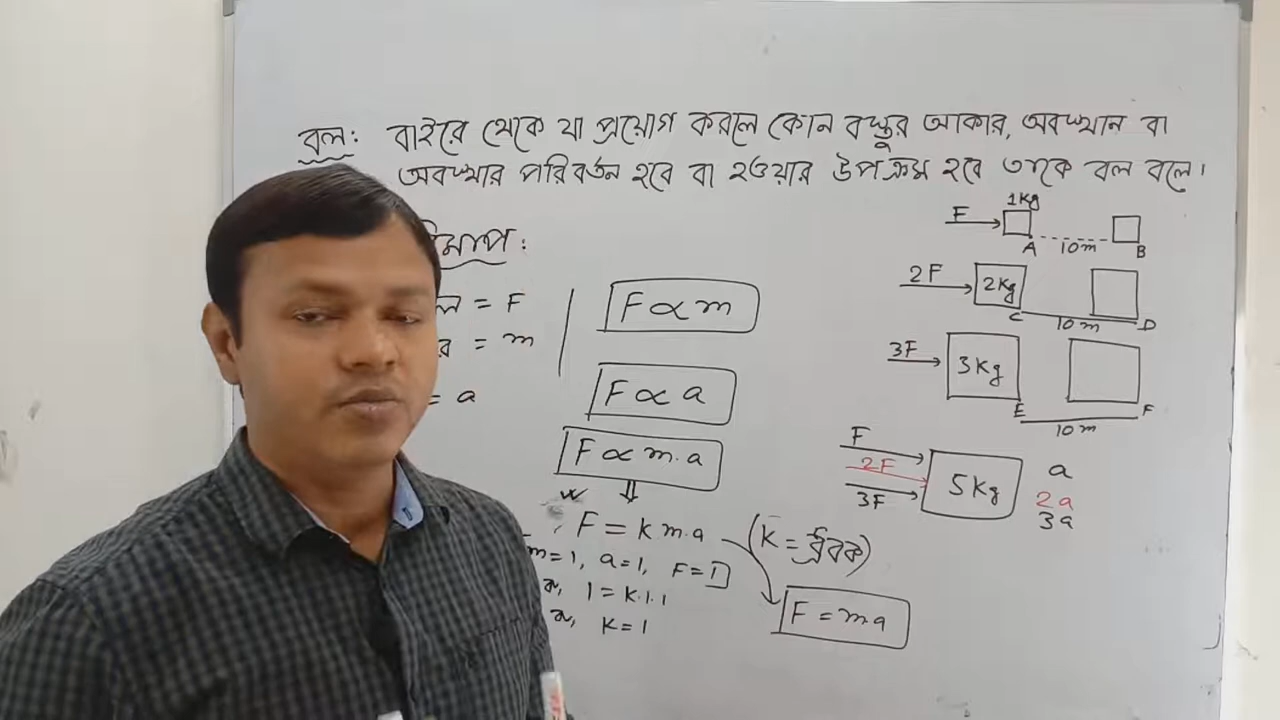 বল: বাইরে থেকে যা প্রয়োগ করলে কোন বস্তুর আকার, অবস্থান বা
অবস্থার পরিবর্তন হবে বা হওয়ার উপক্রম হবে তাকে বল বলে।
= F
= m
= a
F ∝ m
F ∝ a
F ∝ m.a
⇓
F = k m.a
(k = ধ্রুবক)
m=1, a=1, F=1
1 = k.1.1
k = 1
F = ma
F 1Kg
A 10m B
2F 2Kg
C 10m D
3F 3Kg
E F
10m
F
2F
3F
5Kg
a
2a
3a